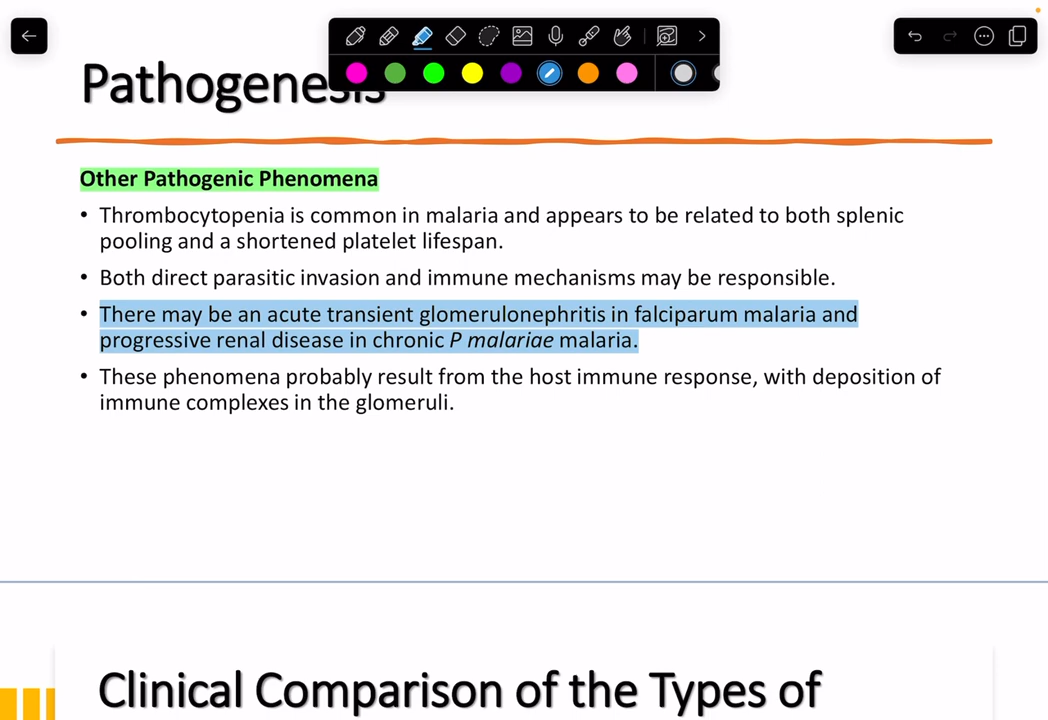 Pathogenesis
Other Pathogenic Phenomena
• Thrombocytopenia is common in malaria and appears to be related to both splenic
pooling and a shortened platelet lifespan.
• Both direct parasitic invasion and immune mechanisms may be responsible.
• There may be an acute transient glomerulonephritis in falciparum malaria and
progressive renal disease in chronic P malariae malaria.
• These phenomena probably result from the host immune response, with deposition of
immune complexes in the glomeruli.
Clinical Comparison of the Types of